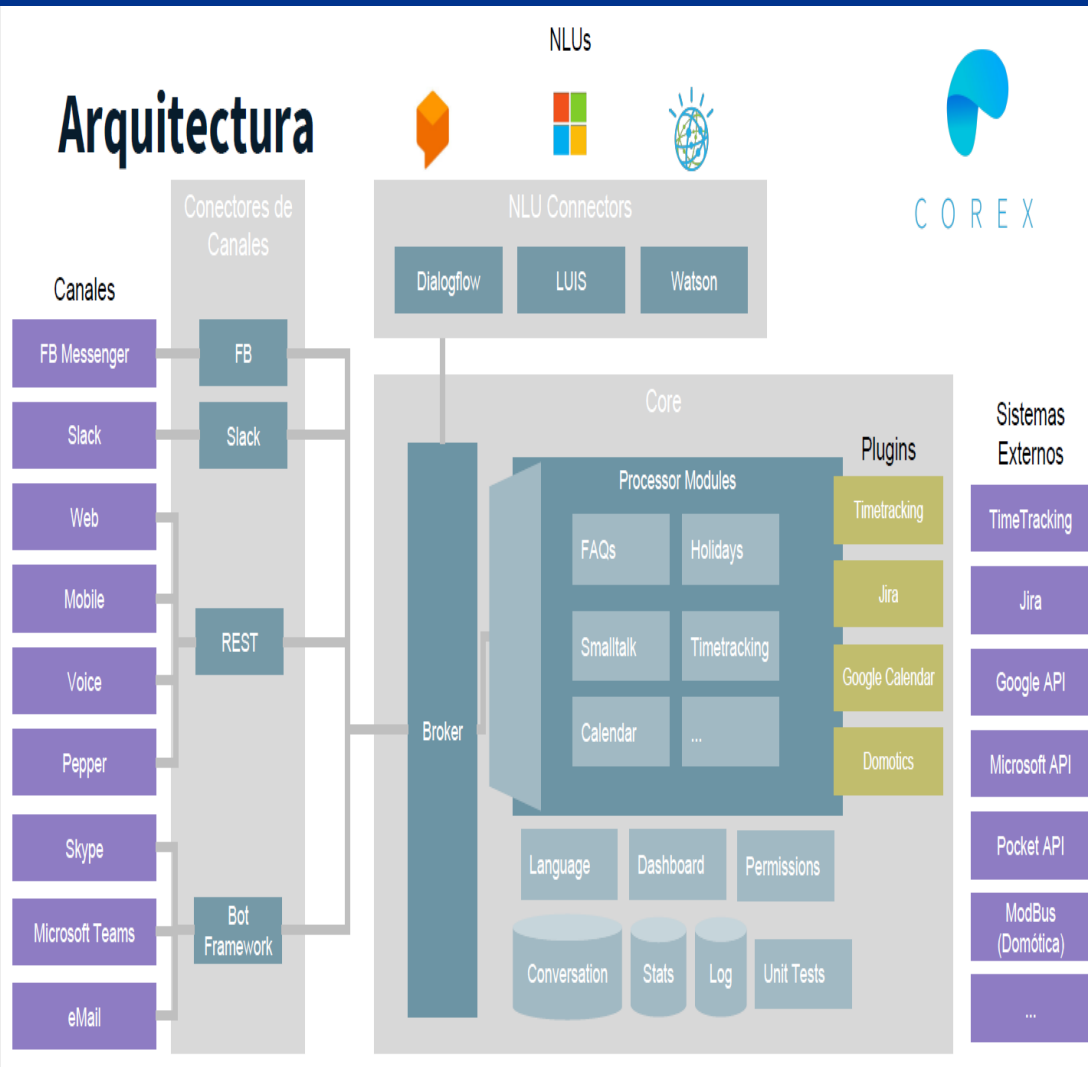 NLUs
Arquitectura
COREX
Conectores de
Canales
NLU Connectors
Dialogflow
LUIS
Watson
Canales
FB Messenger
FB
Slack
Slack
Web
Mobile
REST
Voice
Pepper
Skype
Microsoft Teams
Bot
Framework
eMail
Core
Broker
Processor Modules
FAQs
Holidays
Smalltalk
Timetracking
Calendar
...
Plugins
Timetracking
Jira
Google Calendar
Domotics
Language
Dashboard
Permissions
Conversation
Stats
Log
Unit Tests
Sistemas
Externos
TimeTracking
Jira
Google API
Microsoft API
Pocket API
ModBus
(Domótica)
...